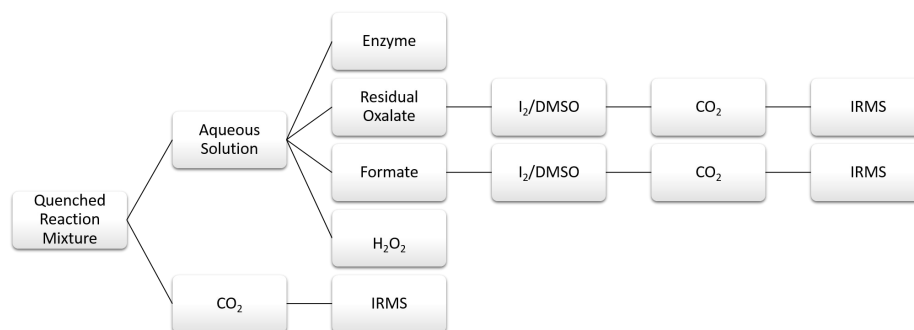 Enzyme
Residual
Oxalate
I₂/DMSO
CO₂
IRMS
Aqueous
Solution
Formate
I₂/DMSO
CO₂
IRMS
Quenched
Reaction
Mixture
H₂O₂
CO₂
IRMS